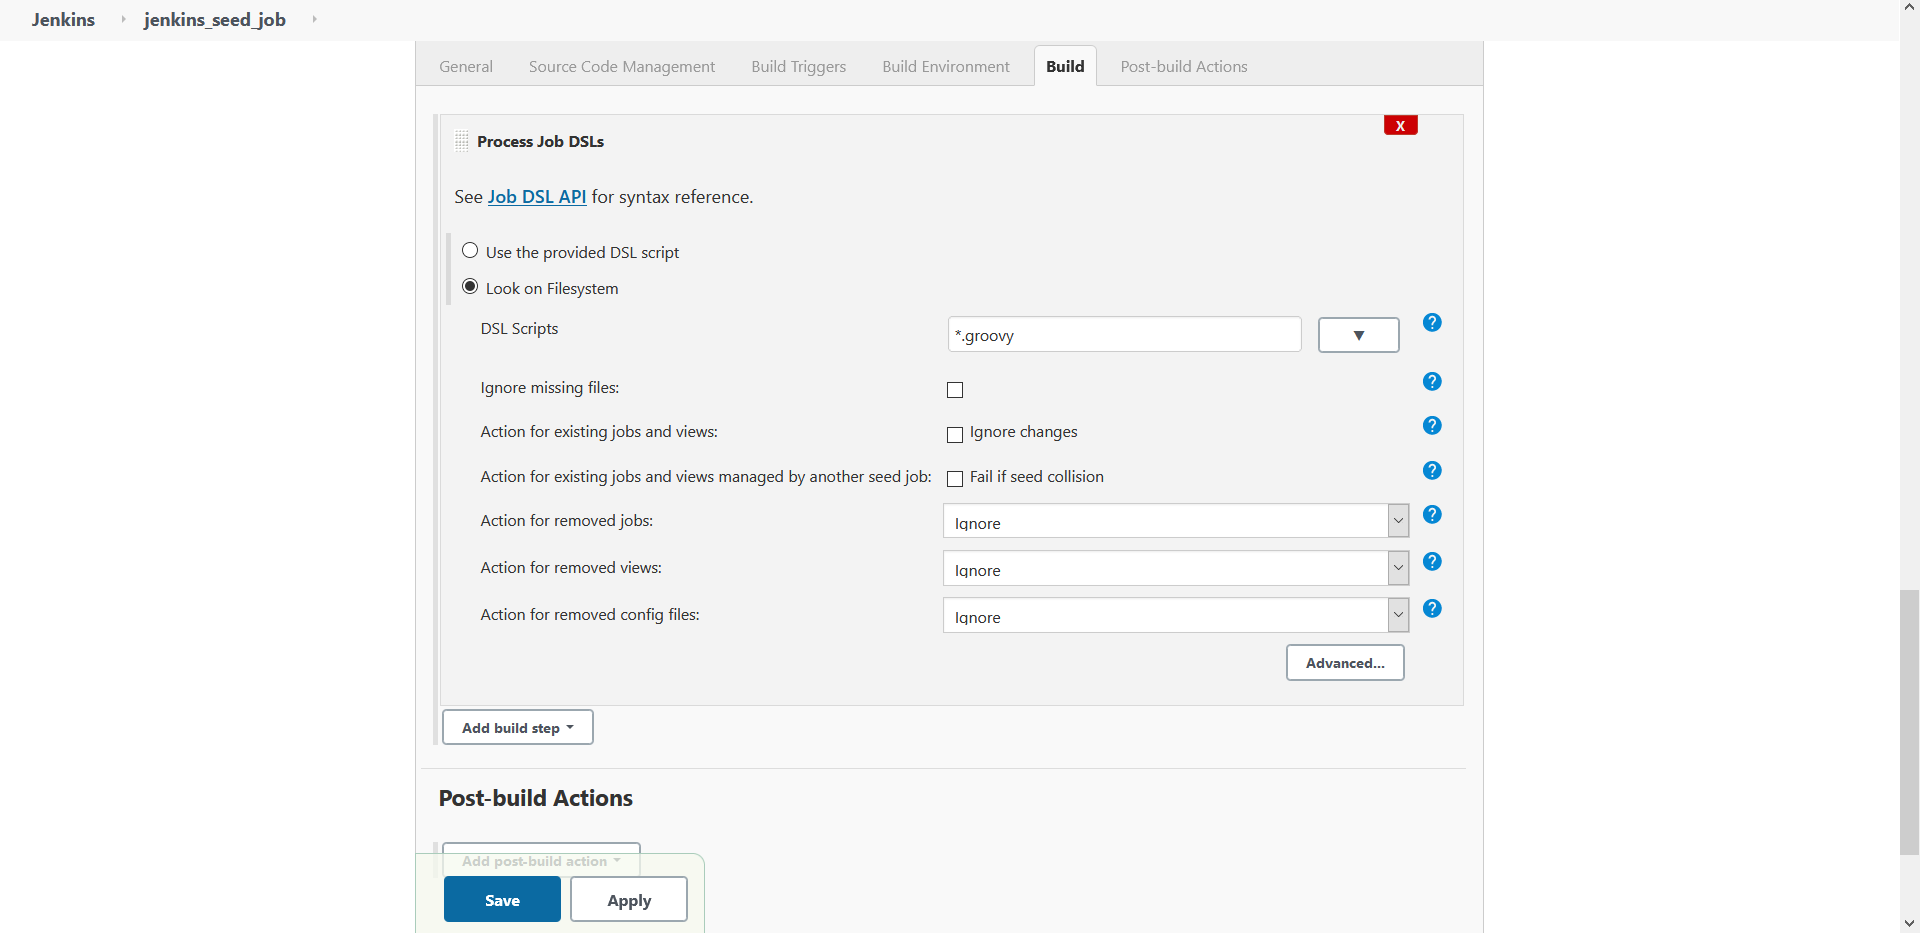 Jenkins jenkins_seed_job
General Source Code Management Build Triggers Build Environment Build Post-build Actions
X
Process Job DSLs
See Job DSL API for syntax reference.
Use the provided DSL script
Look on Filesystem
DSL Scripts *.groovy ▼ ?
Ignore missing files: ?
Action for existing jobs and views: Ignore changes ?
Action for existing jobs and views managed by another seed job: Fail if seed collision ?
Action for removed jobs: Ignore ?
Action for removed views: Ignore ?
Action for removed config files: Ignore ?
Advanced...
Add build step
Post-build Actions
Add post-build action
Save Apply